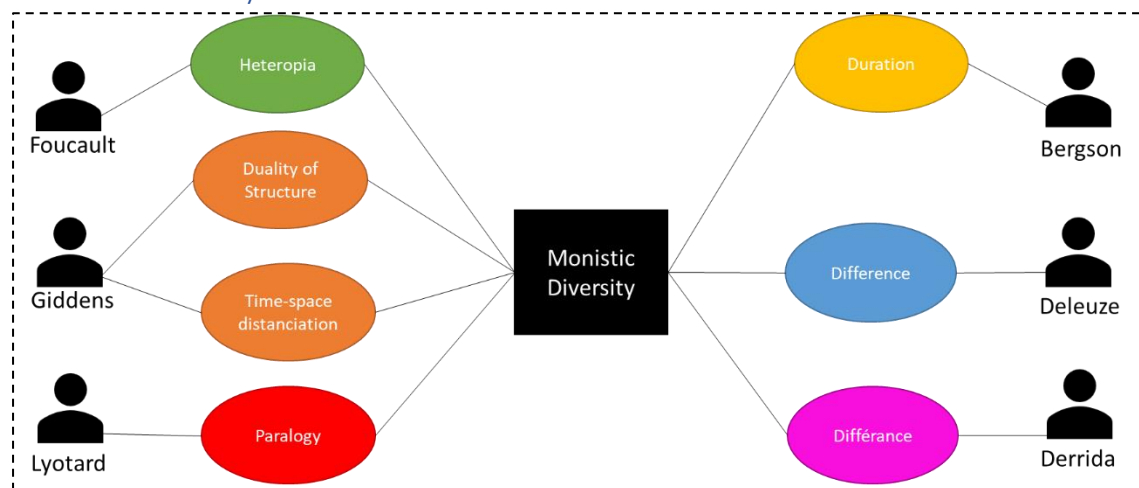 Heteropia
Foucault
Duality of
Structure
Giddens
Time-space
distanciation
Lyotard
Paralogy
Monistic
Diversity
Duration
Bergson
Difference
Deleuze
Différance
Derrida